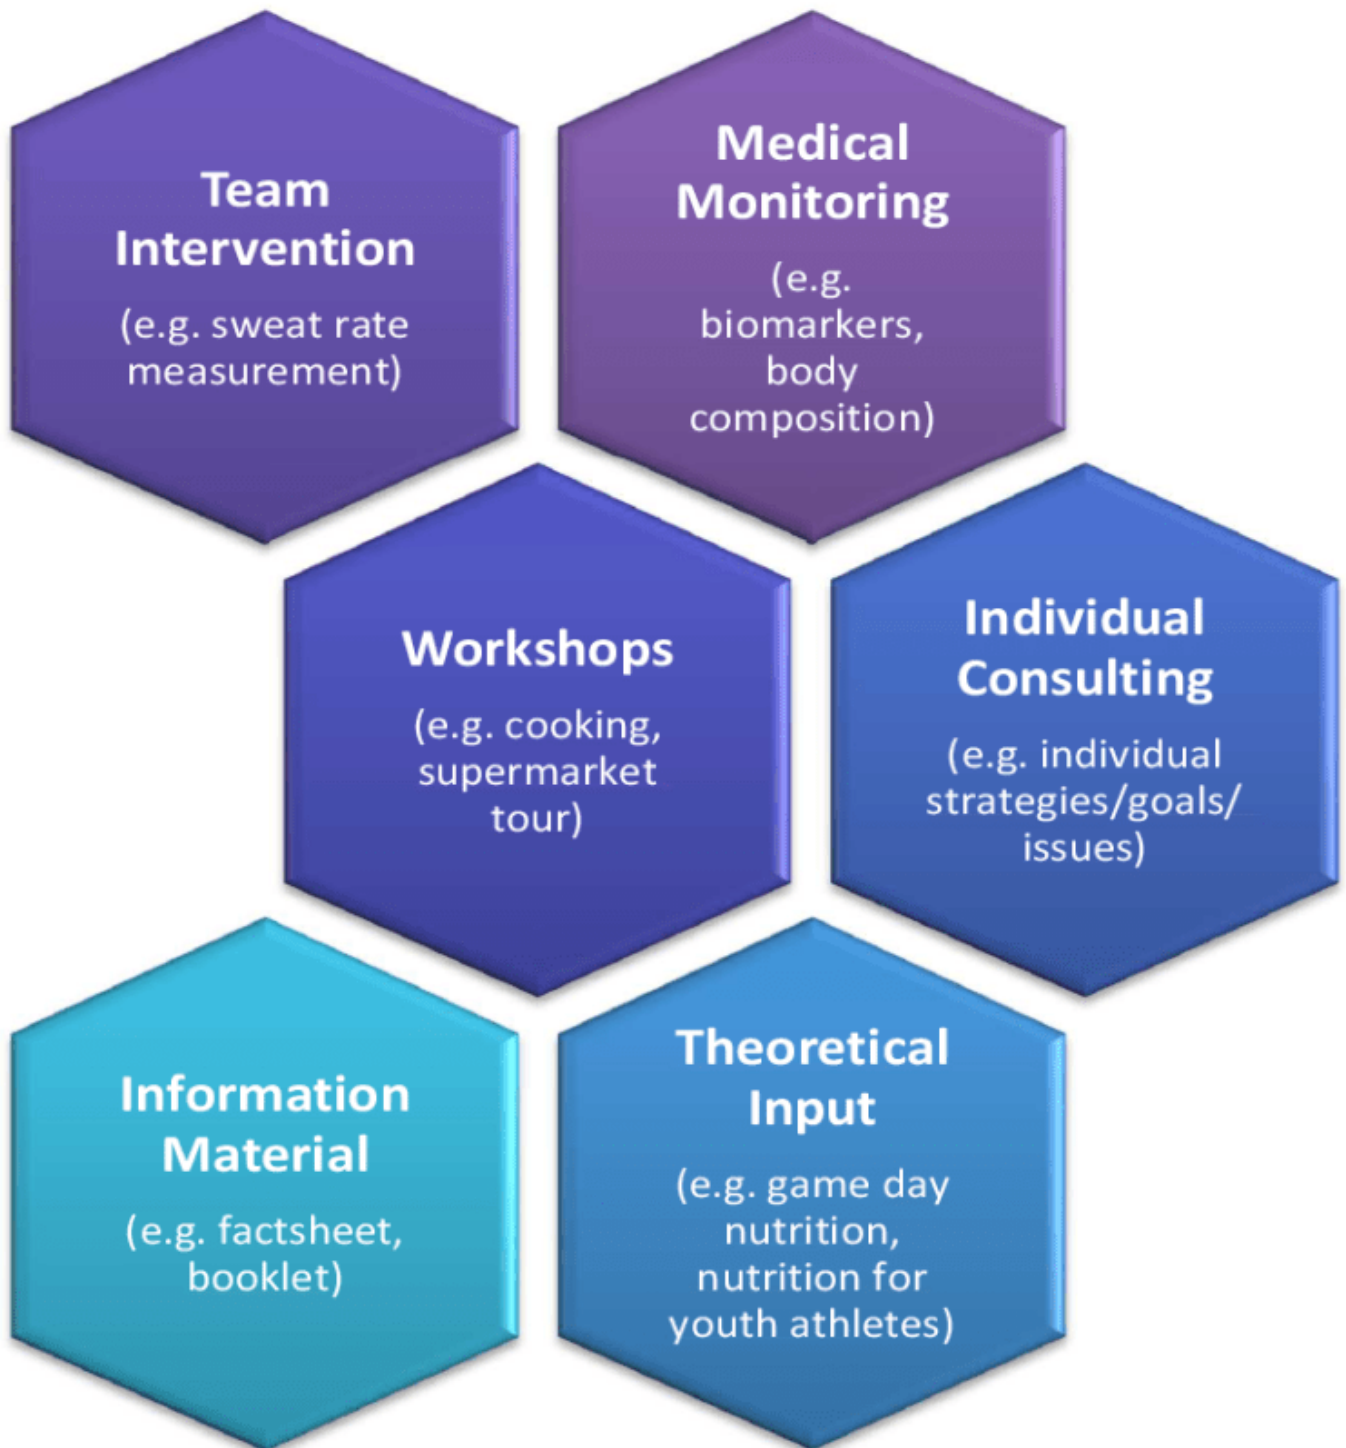 Team
Intervention
(e.g. sweat rate
measurement)
Medical
Monitoring
(e.g.
biomarkers,
body
composition)
Workshops
(e.g. cooking,
supermarket
tour)
Individual
Consulting
(e.g. individual
strategies/goals/
issues)
Information
Material
(e.g. factsheet,
booklet)
Theoretical
Input
(e.g. game day
nutrition,
nutrition for
youth athletes)